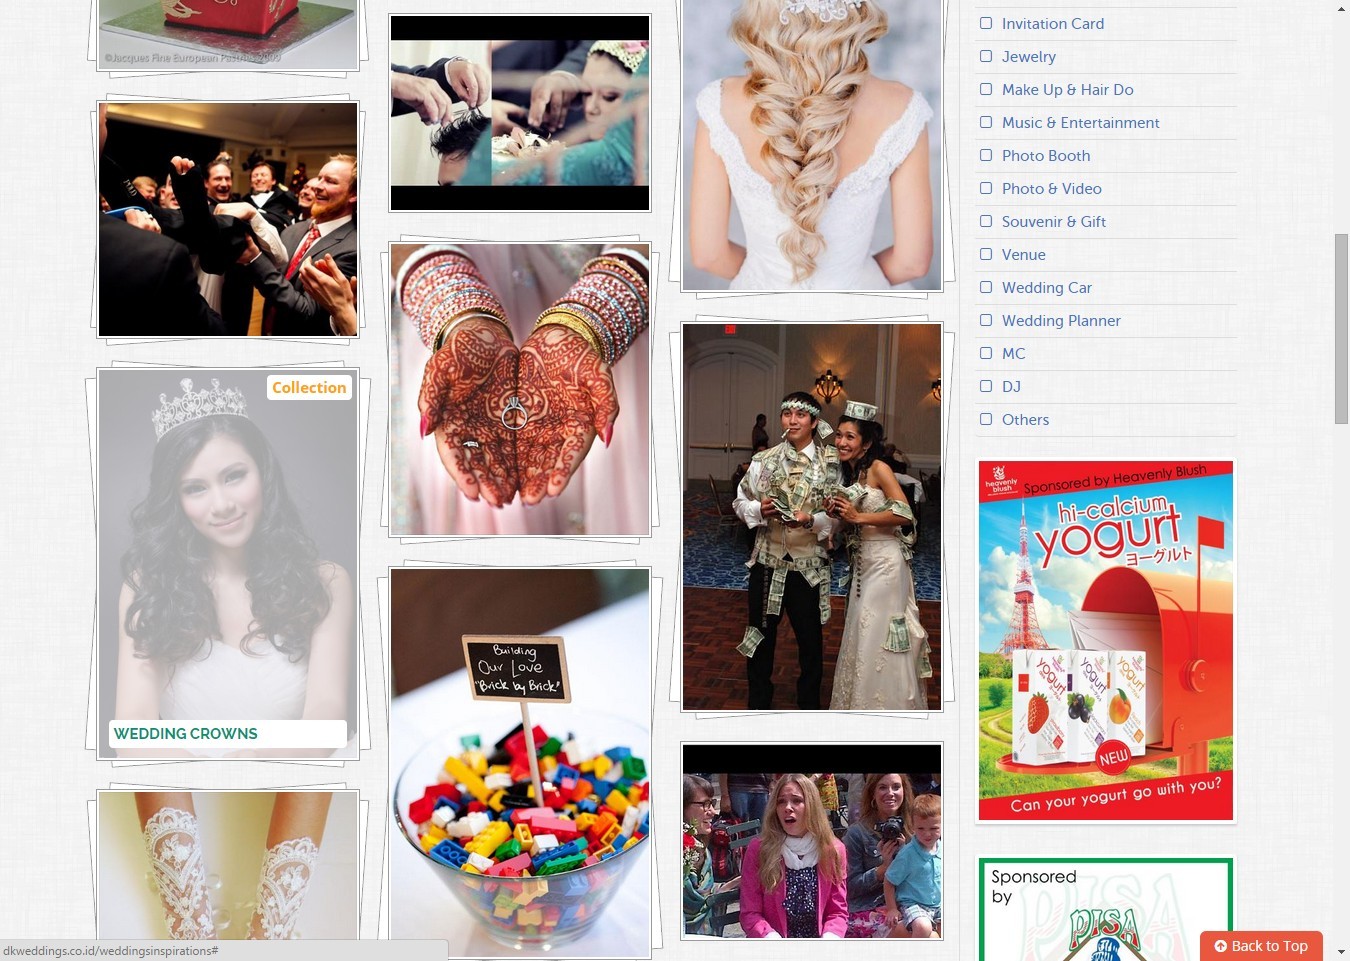 ©Jacques Fine European Pastries 2009
Collection
WEDDING CROWNS
Building
Our Love
"Brick by Brick"
Invitation Card
Jewelry
Make Up & Hair Do
Music & Entertainment
Photo Booth
Photo & Video
Souvenir & Gift
Venue
Wedding Car
Wedding Planner
MC
DJ
Others
heavenly
blush
Sponsored by Heavenly Blush
hi-calcium
yogurt
ヨーグルト
yogurt
yogurt
yogurt
NEW
Can your yogurt go with you?
Sponsored
by
PISA
Back to Top
dkweddings.co.id/weddingsinspirations#